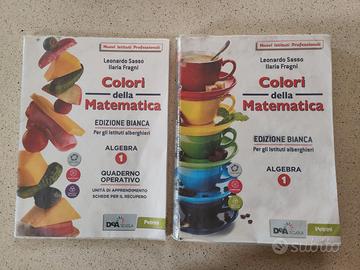 Nuovi Istituti Professionali
Leonardo Sasso
Ilaria Fragni
Colori
della
Matematica
EDIZIONE BIANCA
Per gli istituti alberghieri
ALGEBRA
1
QUADERNO
OPERATIVO
UNITÀ DI APPRENDIMENTO
SCHEDE PER IL RECUPERO
DeA SCUOLA
Petrini
Nuovi Istituti Professionali
Leonardo Sasso
Ilaria Fragni
Colori
della
Matematica
EDIZIONE BIANCA
Per gli istituti alberghieri
ALGEBRA 1
DeA SCUOLA
Petrini
subito.it